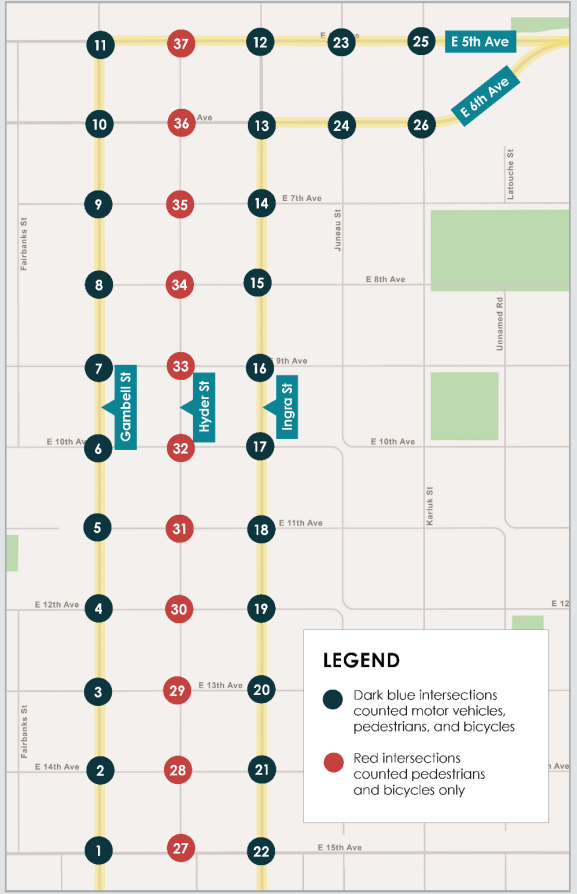 11
37
12
E
Ave
23
25
E 5th Ave
E 6th Ave
10
36
Ave
13
24
26
Latouche St
9
35
14
E 7th Ave
Fairbanks St
Juneau St
8
34
15
E 8th Ave
Unnamed Rd
7
33
16
E 9th Ave
Gambell St
Hyder St
Ingra St
E 10th Av
6
32
17
E 10th Ave
Karluk St
5
31
18
E 11th Ave
E 12th Ave
4
30
19
E 12
3
29
E 13th Ave
20
Fairbanks St
E 14th Ave
2
28
21
h Ave
1
27
22
E 15th Ave
LEGEND
Dark blue intersections
counted motor vehicles,
pedestrians, and bicycles
Red intersections
counted pedestrians
and bicycles only